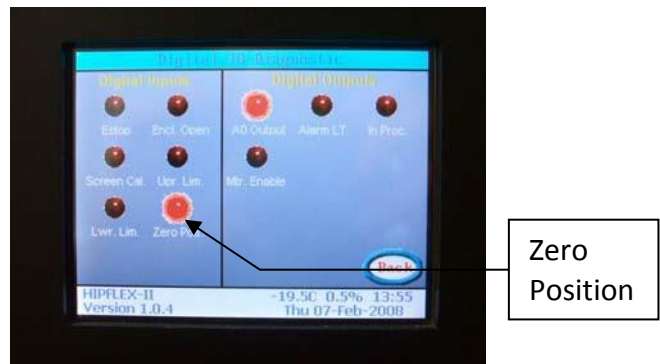 Digital IO Diagnostic
Digital Inputs
Digital Outputs
Estop
Encl. Open
A0 Output
Alarm LT.
In Proc.
Screen Cal.
Upr. Lim.
Mtr. Enable
Lwr. Lim.
Zero
Back
HIPFLEX-II
-19.5C 0.5% 13:55
Version 1.0.4
Thu 07-Feb-2008
Zero
Position